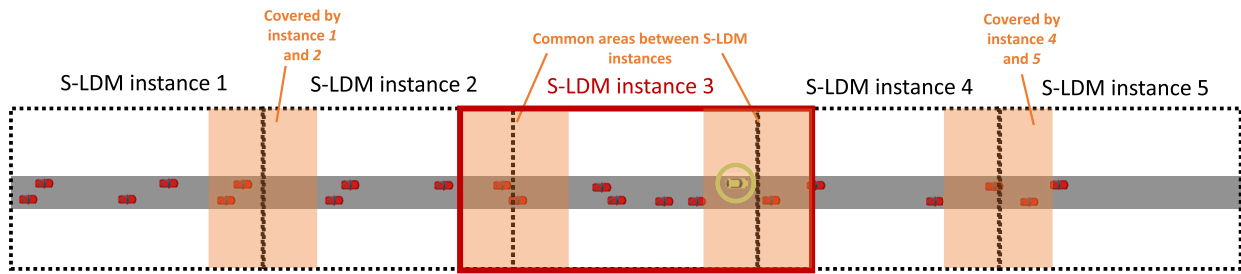 Covered by
instance 1
and 2
Common areas between S-LDM
instances
Covered by
instance 4
and 5
S-LDM instance 1
S-LDM instance 2
S-LDM instance 3
S-LDM instance 4
S-LDM instance 5